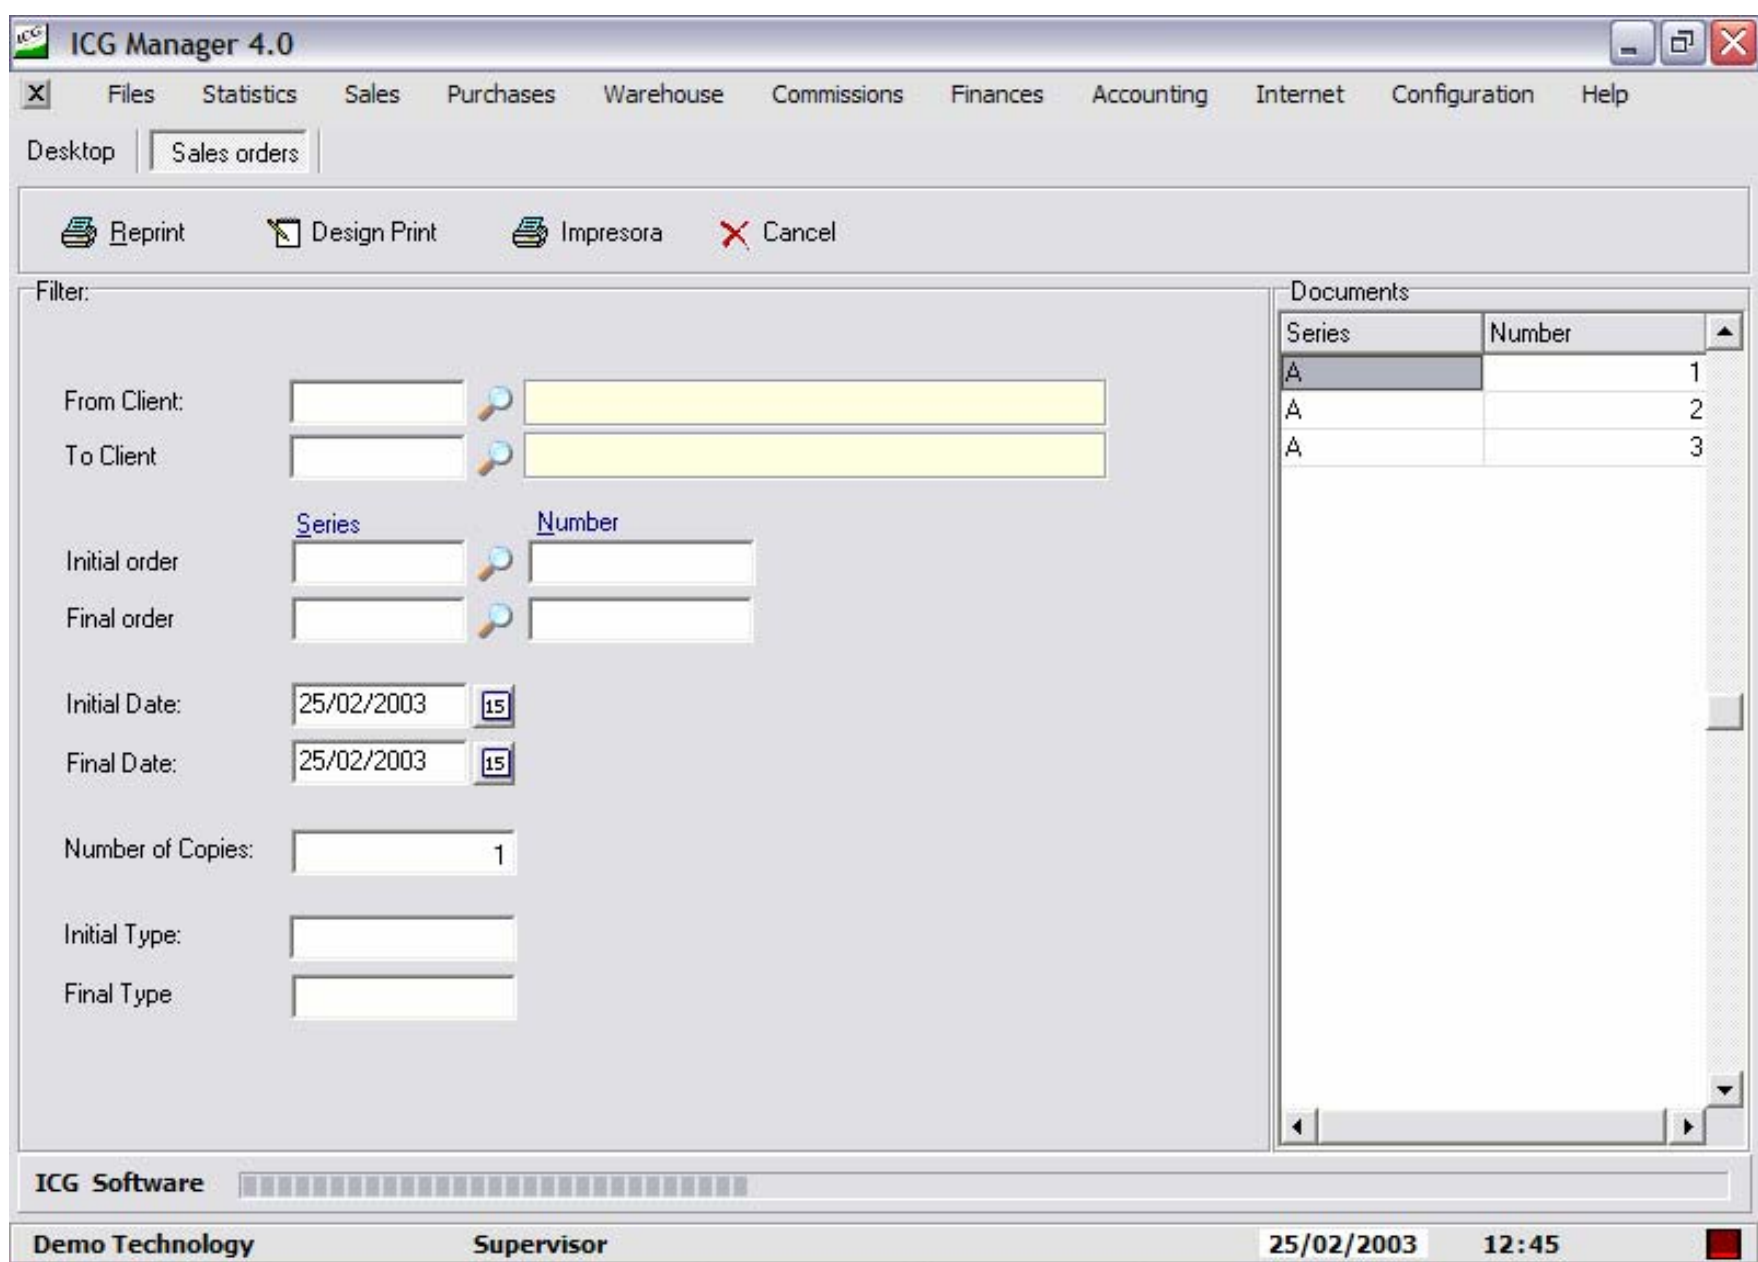 ICG ICG Manager 4.0
X Files Statistics Sales Purchases Warehouse Commissions Finances Accounting Internet Configuration Help
Desktop Sales orders
Reprint Design Print Impresora Cancel
Filter: Documents
Series Number
A 1
From Client:
A 2
To Client
A 3
Series Number
Initial order
Final order
Initial Date: 25/02/2003 15
Final Date: 25/02/2003 15
Number of Copies: 1
Initial Type:
Final Type
ICG Software
Demo Technology Supervisor 25/02/2003 12:45